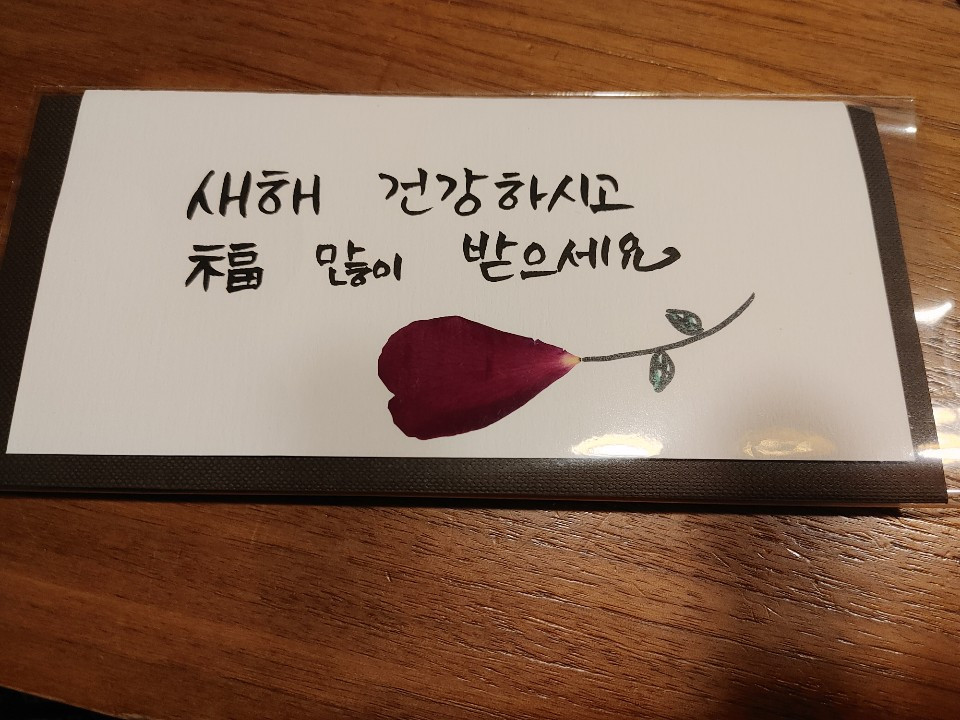 새해 건강하시고
福 많이 받으세요